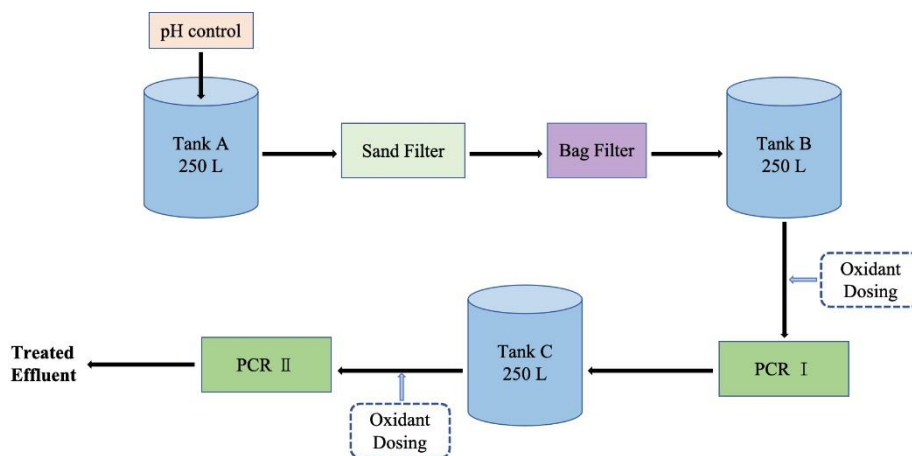 pH control
Tank A
250 L
Sand Filter
Bag Filter
Tank B
250 L
Oxidant
Dosing
PCR Ⅰ
Tank C
250 L
Oxidant
Dosing
PCR Ⅱ
Treated
Effluent